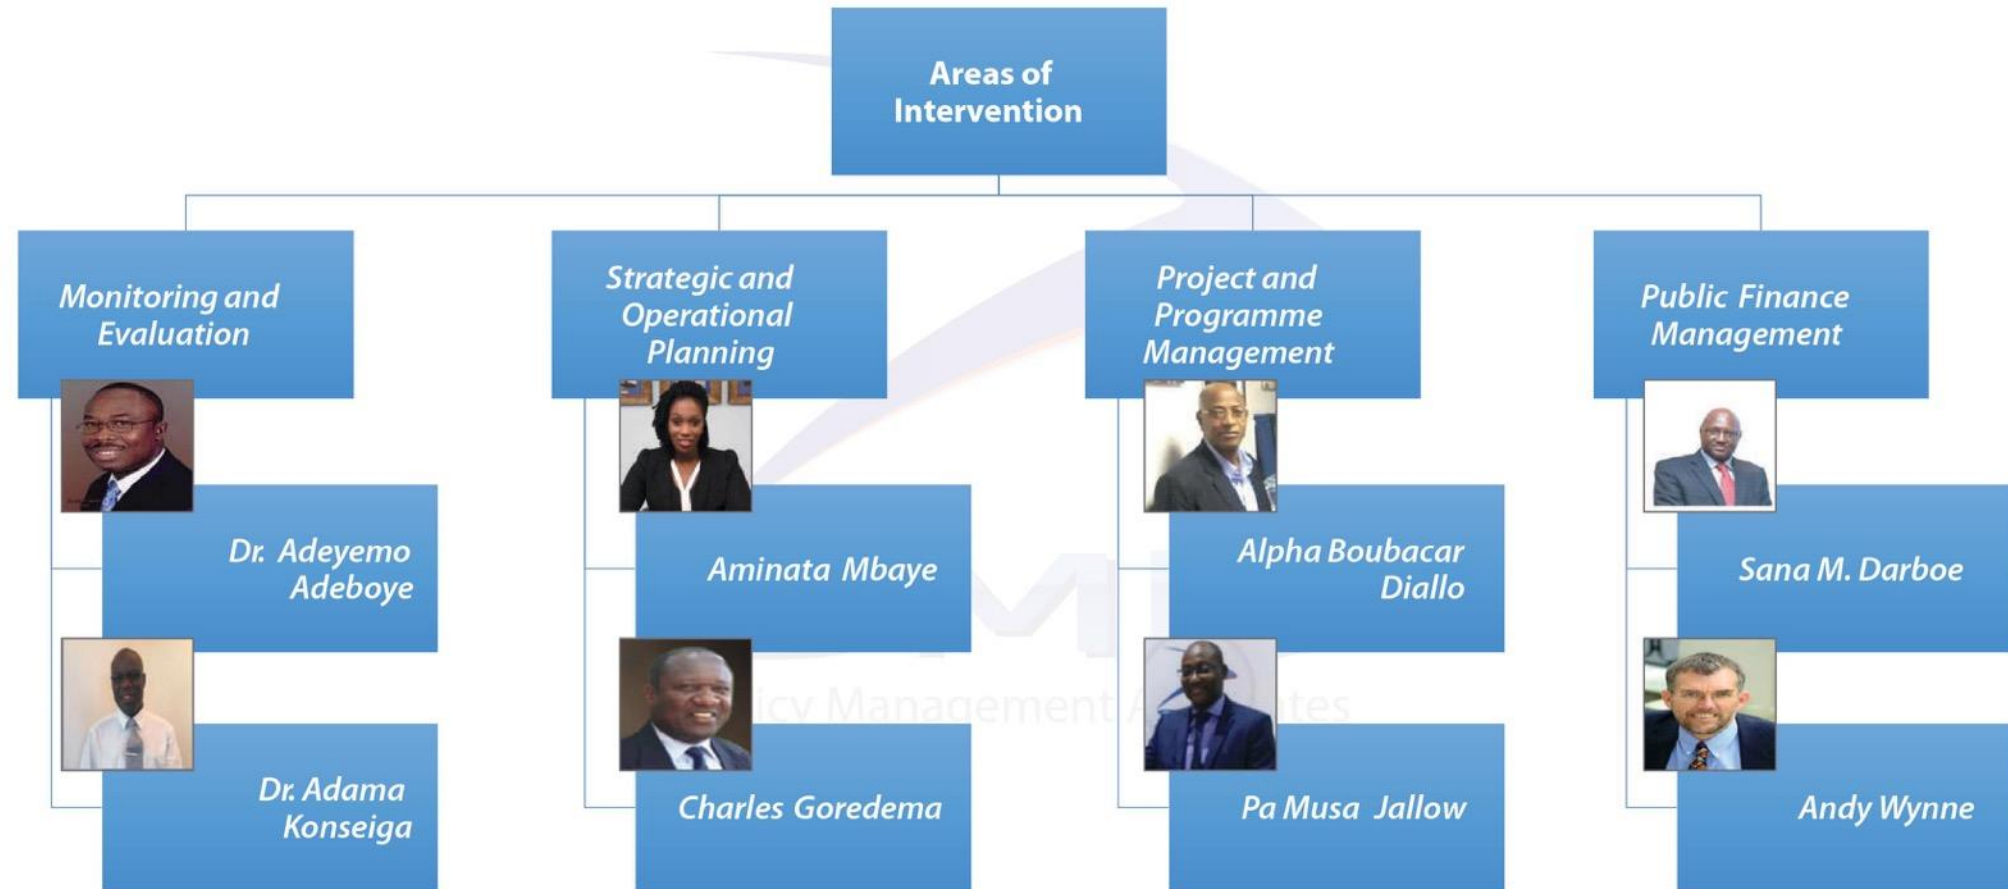 Areas of
Intervention
Monitoring and
Evaluation
Strategic and
Operational
Planning
Project and
Programme
Management
Public Finance
Management
Dr. Adeyemo
Adeboye
Aminata Mbaye
Alpha Boubacar
Diallo
Sana M. Darboe
Management
Dr. Adama
Konseiga
Charles Goredema
Pa Musa Jallow
Andy Wynne